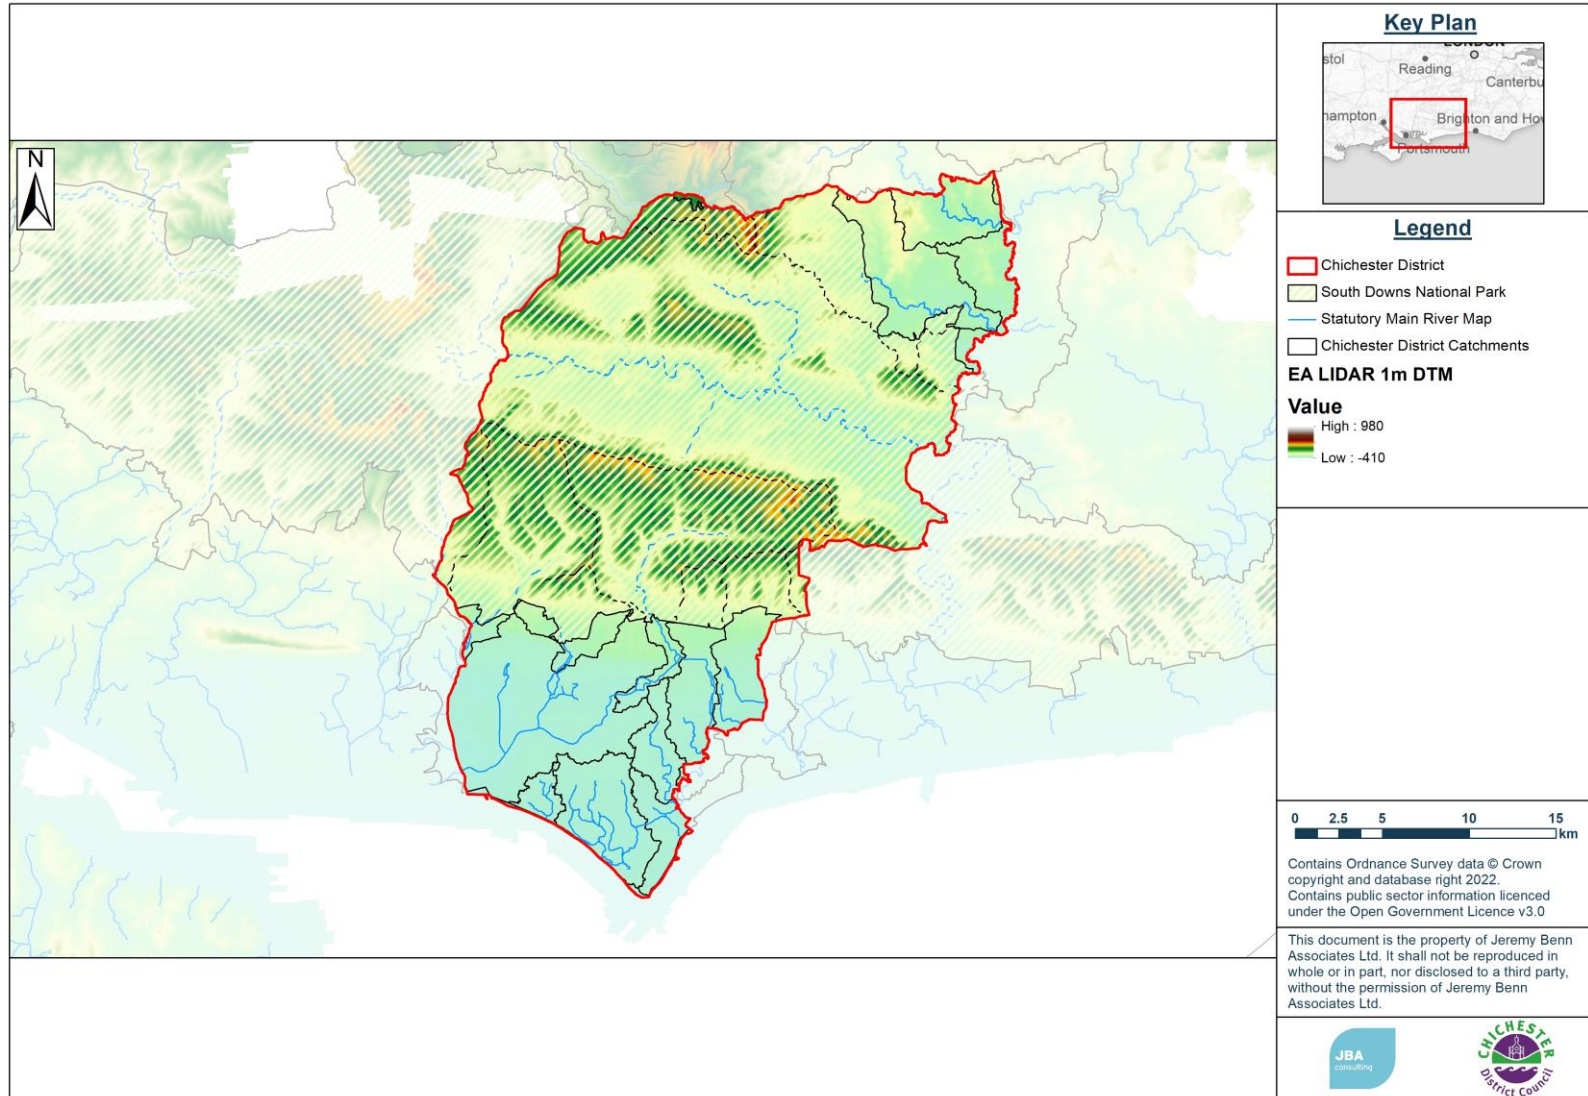 N
Key Plan
LONDON
stol
Reading
Canterbu
hampton
Brighton and Hov
Portsmouth
Legend
Chichester District
South Downs National Park
Statutory Main River Map
Chichester District Catchments
EA LIDAR 1m DTM
Value
High : 980
Low : -410
0 2.5 5 10 15
km
Contains Ordnance Survey data © Crown
copyright and database right 2022.
Contains public sector information licenced
under the Open Government Licence v3.0
This document is the property of Jeremy Benn
Associates Ltd. It shall not be reproduced in
whole or in part, nor disclosed to a third party,
without the permission of Jeremy Benn
Associates Ltd.
JBA
consulting
CHICHESTER
District Council